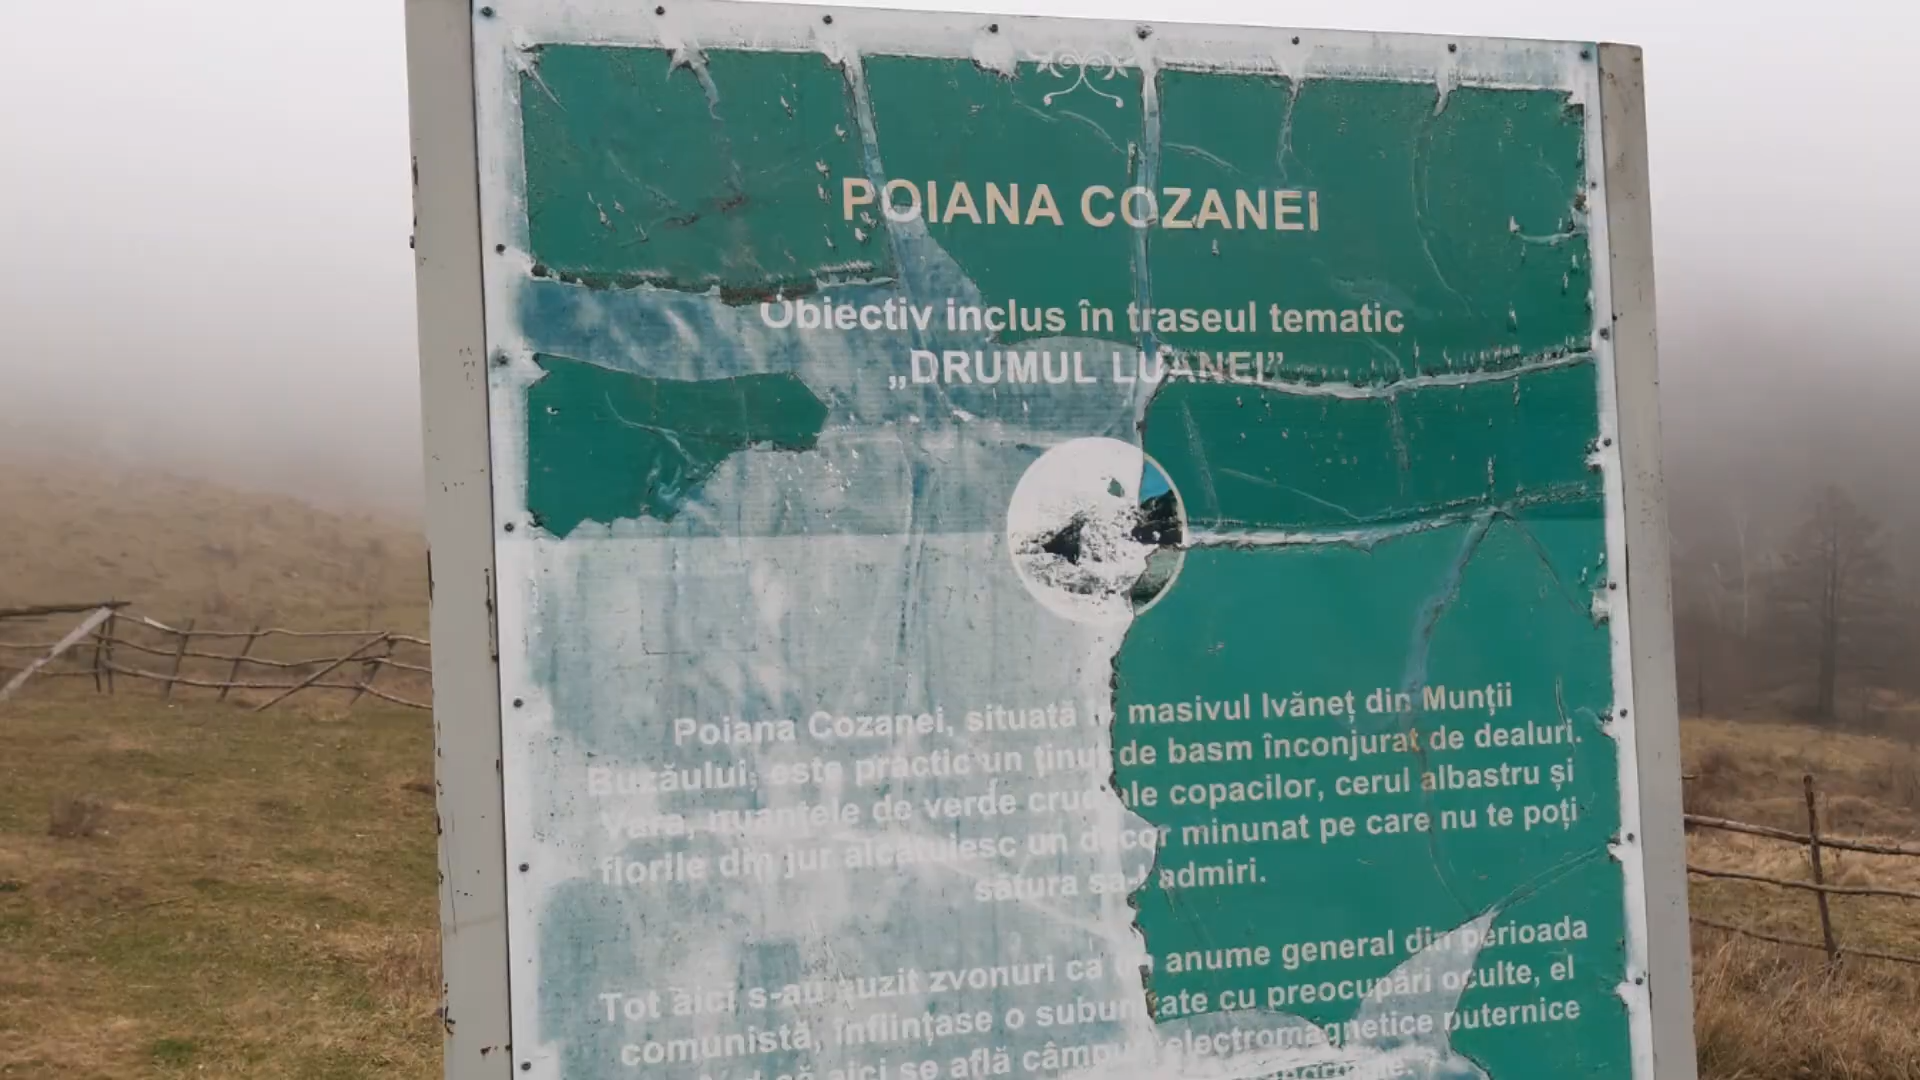 POIANA COZANEI
Obiectiv inclus în traseul tematic
„DRUMUL LUANEI”
Poiana Cozanei, situată masivul Ivăneț din Munții
Buzăului, este practic un ținut de basm înconjurat de dealuri.
Vara, nuanțele de verde crud ale copacilor, cerul albastru și
florile din jur alcătuiesc un decor minunat pe care nu te poți
sătura să-l admiri.
Tot aici s-au auzit zvonuri că un anume general din perioada
comunistă, înființase o subunitate cu preocupări oculte, el
că aici se află câmpuri electromagnetice puternice